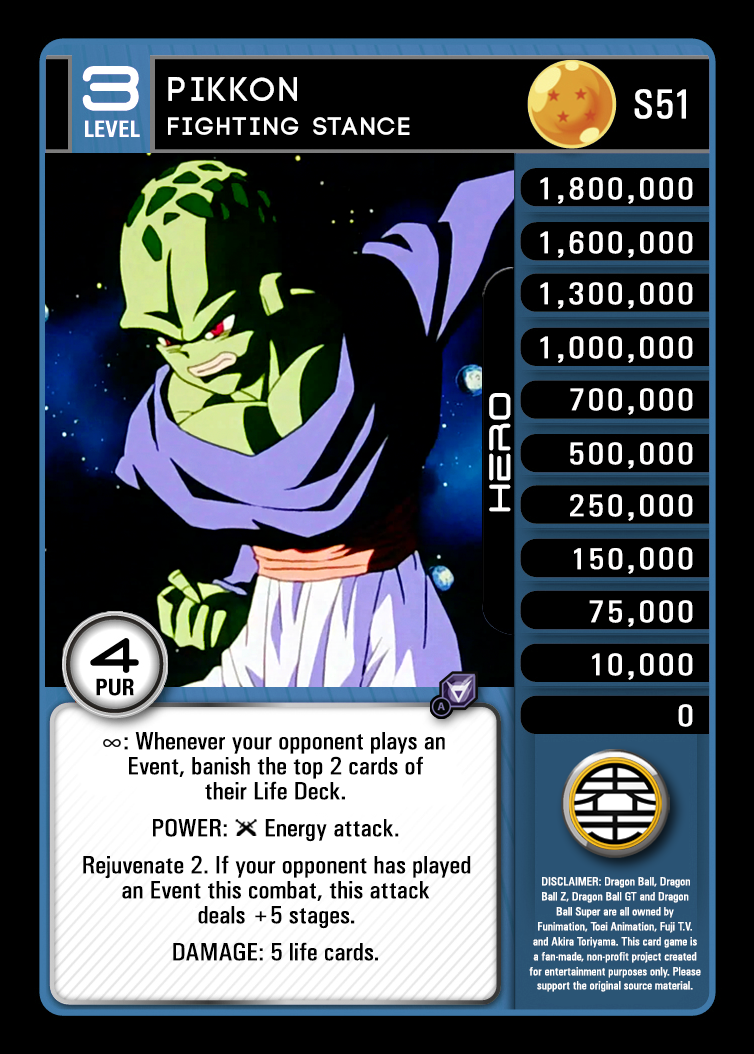 3
LEVEL
PIKKON
FIGHTING STANCE
S51
1,800,000
1,600,000
1,300,000
1,000,000
700,000
500,000
250,000
150,000
75,000
10,000
0
HERO
4
PUR
A
∞: Whenever your opponent plays an
Event, banish the top 2 cards of
their Life Deck.
POWER: Energy attack.
Rejuvenate 2. If your opponent has played
an Event this combat, this attack
deals +5 stages.
DAMAGE: 5 life cards.
DISCLAIMER: Dragon Ball, Dragon
Ball Z, Dragon Ball GT and Dragon
Ball Super are all owned by
Funimation, Toei Animation, Fuji T.V.
and Akira Toriyama. This card game is
a fan-made, non-profit project created
for entertainment purposes only. Please
support the original source material.